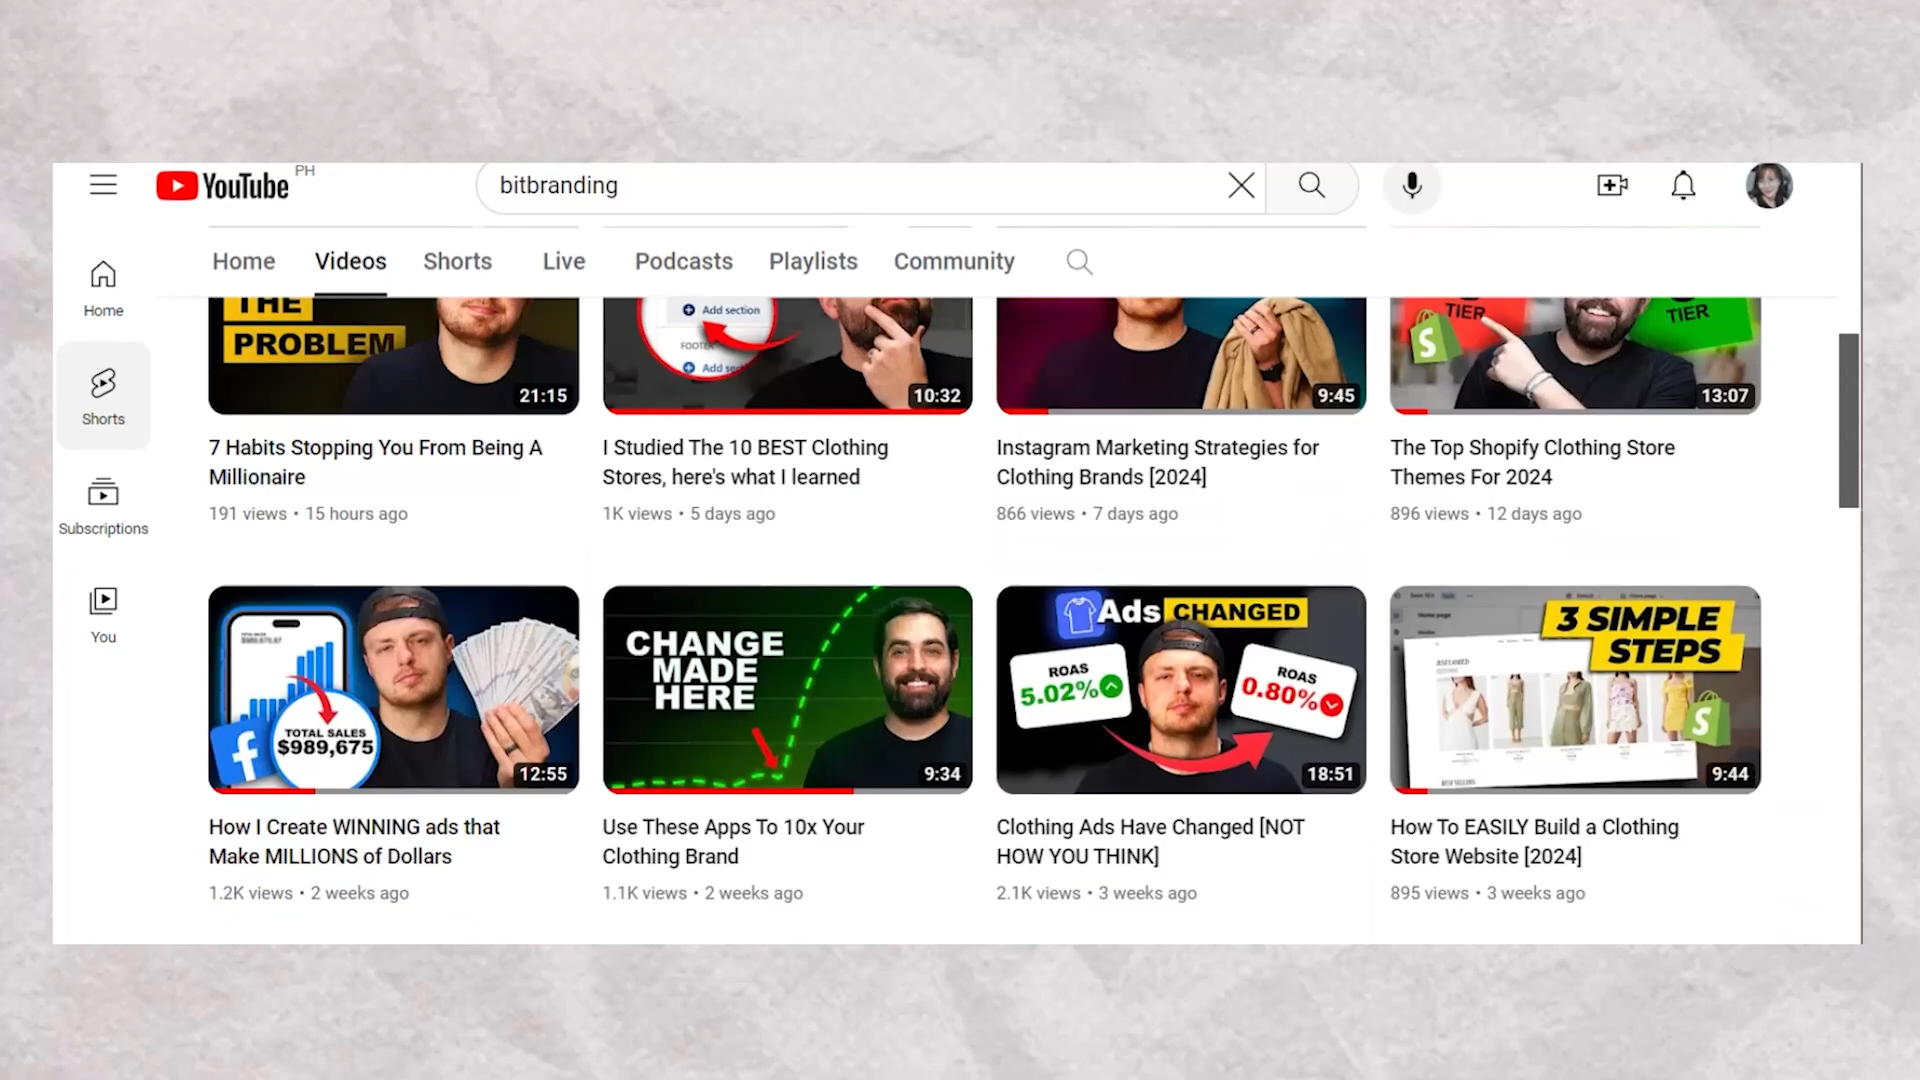 YouTube PH
bitbranding
Home Videos Shorts Live Podcasts Playlists Community
Home
Shorts
Subscriptions
You
THE
PROBLEM
21:15
7 Habits Stopping You From Being A
Millionaire
191 views • 15 hours ago
Add section
FOOTER
Add sec
10:32
I Studied The 10 BEST Clothing
Stores, here's what I learned
1K views • 5 days ago
9:45
Instagram Marketing Strategies for
Clothing Brands [2024]
866 views • 7 days ago
TIER
TIER
S
13:07
The Top Shopify Clothing Store
Themes For 2024
896 views • 12 days ago
f
TOTAL SALES
$989,675
12:55
How I Create WINNING ads that
Make MILLIONS of Dollars
1.2K views • 2 weeks ago
CHANGE
MADE
HERE
9:34
Use These Apps To 10x Your
Clothing Brand
1.1K views • 2 weeks ago
Ads CHANGED
ROAS
5.02%
ROAS
0.80%
18:51
Clothing Ads Have Changed [NOT
HOW YOU THINK]
2.1K views • 3 weeks ago
3 SIMPLE
STEPS
S
9:44
How To EASILY Build a Clothing
Store Website [2024]
895 views • 3 weeks ago